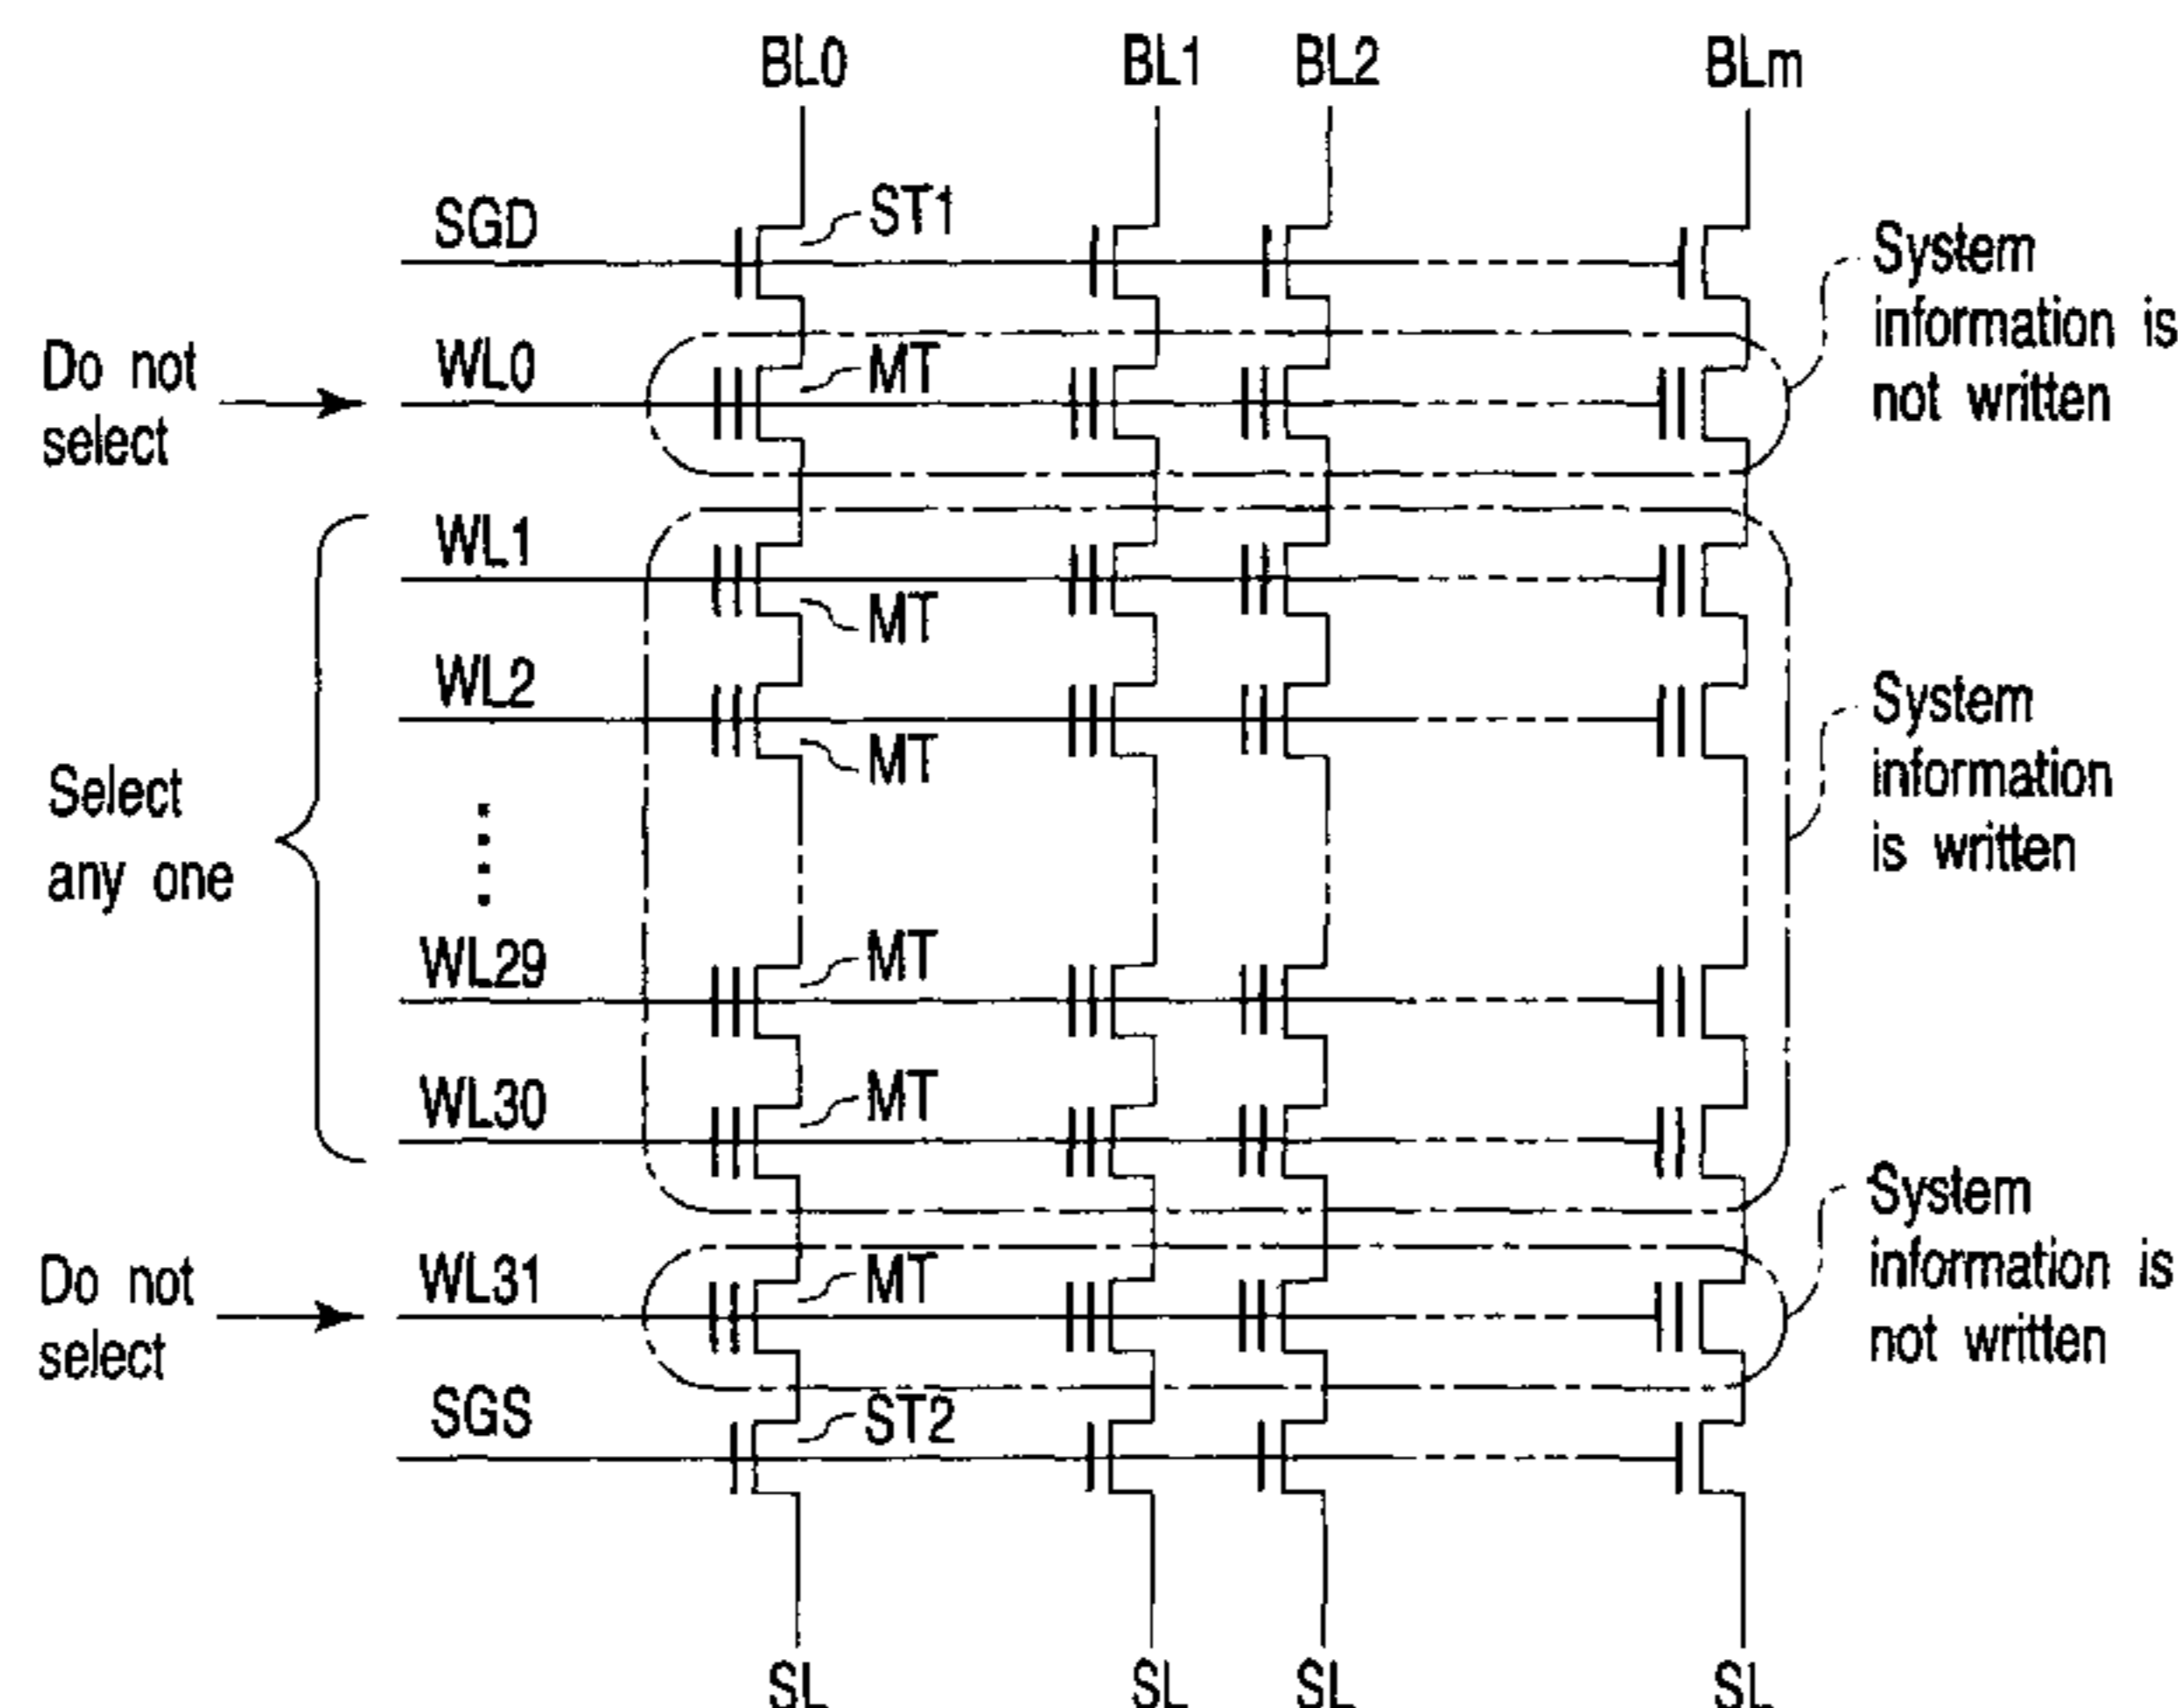 BL0 BL1 BL2 BLm
SGD ST1
System
information is
not written
Do not
select
WL0 MT
WL1
MT
WL2
MT
Select
any one
System
information
is written
WL29 MT
WL30 MT
System
information is
not written
Do not
select
WL31 MT
SGS ST2
SL SL SL SL